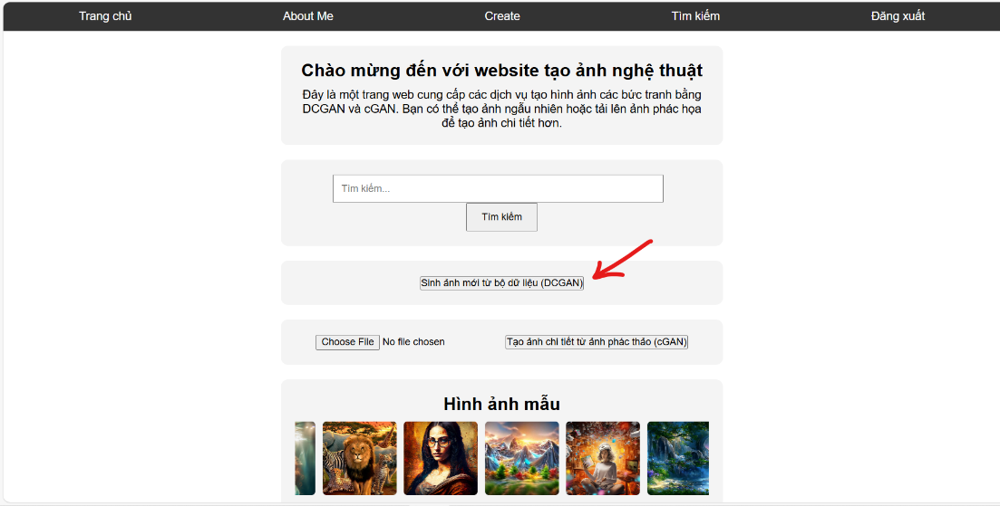 Trang chủ About Me Create Tìm kiếm Đăng xuất
Chào mừng đến với website tạo ảnh nghệ thuật
Đây là một trang web cung cấp các dịch vụ tạo hình ảnh các bức tranh bằng
DCGAN và cGAN. Bạn có thể tạo ảnh ngẫu nhiên hoặc tải lên ảnh phác họa
để tạo ảnh chi tiết hơn.
Tìm kiếm...
Tìm kiếm
Sinh ảnh mới từ bộ dữ liệu (DCGAN)
Choose File No file chosen Tạo ảnh chi tiết từ ảnh phác thảo (cGAN)
Hình ảnh mẫu